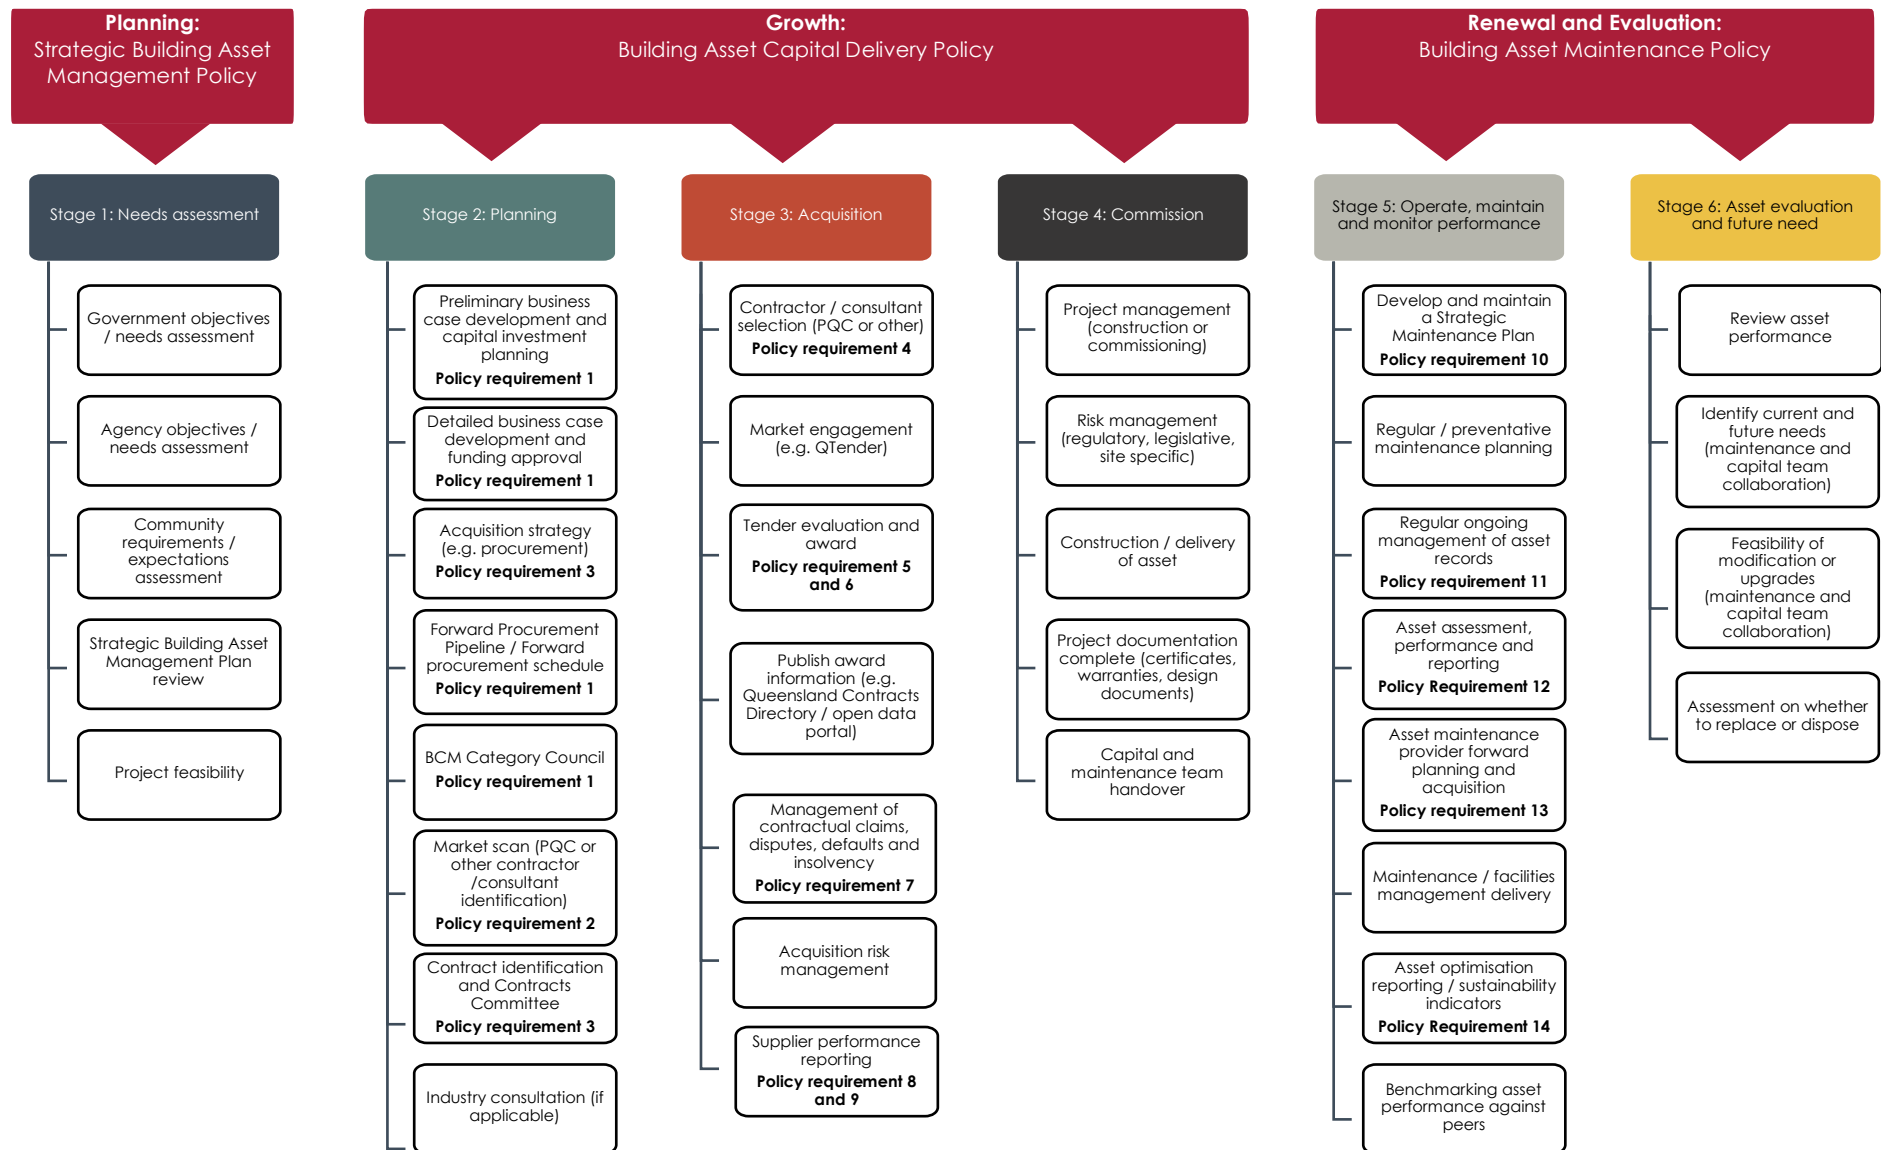 Planning:
Strategic Building Asset
Management Policy
Growth:
Building Asset Capital Delivery Policy
Renewal and Evaluation:
Building Asset Maintenance Policy
Stage 1: Needs assessment
Government objectives
/ needs assessment
Agency objectives /
needs assessment
Community
requirements /
expectations
assessment
Strategic Building Asset
Management Plan
review
Project feasibility
Stage 2: Planning
Preliminary business
case development and
capital investment
planning
Policy requirement 1
Detailed business case
development and
funding approval
Policy requirement 1
Acquisition strategy
(e.g. procurement)
Policy requirement 3
Forward Procurement
Pipeline / Forward
procurement schedule
Policy requirement 1
BCM Category Council
Policy requirement 1
Market scan (PQC or
other contractor
/consultant
identification)
Policy requirement 2
Contract identification
and Contracts
Committee
Policy requirement 3
Industry consultation (if
applicable)
Stage 3: Acquisition
Contractor / consultant
selection (PQC or other)
Policy requirement 4
Market engagement
(e.g. QTender)
Tender evaluation and
award
Policy requirement 5
and 6
Publish award
information (e.g.
Queensland Contracts
Directory / open data
portal)
Management of
contractual claims,
disputes, defaults and
insolvency
Policy requirement 7
Acquisition risk
management
Supplier performance
reporting
Policy requirement 8
and 9
Stage 4: Commission
Project management
(construction or
commissioning)
Risk management
(regulatory, legislative,
site specific)
Construction / delivery
of asset
Project documentation
complete (certificates,
warranties, design
documents)
Capital and
maintenance team
handover
Stage 5: Operate, maintain
and monitor performance
Develop and maintain
a Strategic
Maintenance Plan
Policy requirement 10
Regular / preventative
maintenance planning
Regular ongoing
management of asset
records
Policy requirement 11
Asset assessment,
performance and
reporting
Policy Requirement 12
Asset maintenance
provider forward
planning and
acquisition
Policy requirement 13
Maintenance / facilities
management delivery
Asset optimisation
reporting / sustainability
indicators
Policy Requirement 14
Benchmarking asset
performance against
peers
Stage 6: Asset evaluation
and future need
Review asset
performance
Identify current and
future needs
(maintenance and
capital team
collaboration)
Feasibility of
modification or
upgrades
(maintenance and
capital team
collaboration)
Assessment on whether
to replace or dispose